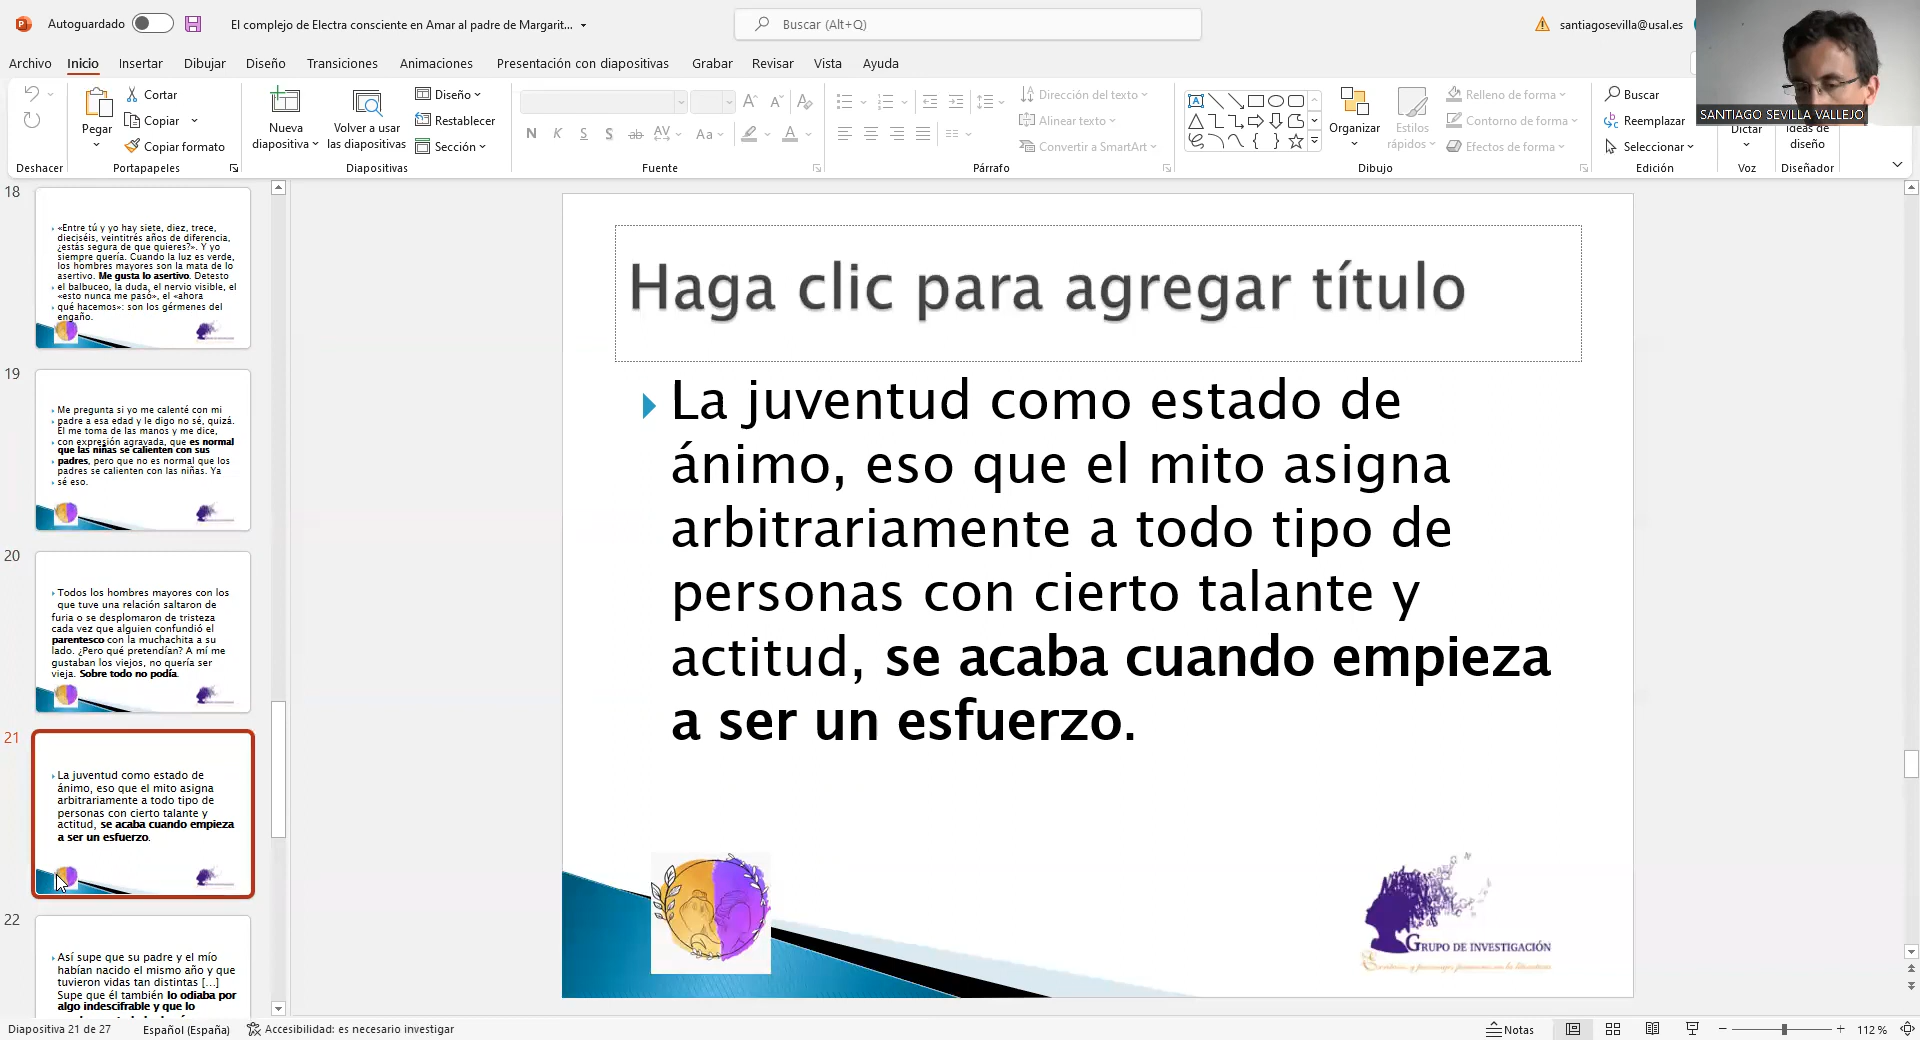 Autoguardado
El complejo de Electra consciente en Amar al padre de Margarit...
Buscar (Alt+Q)
santiagosevilla@usal.es
Archivo Inicio Insertar Dibujar Diseño Transiciones Animaciones Presentación con diapositivas Grabar Revisar Vista Ayuda
SANTIAGO SEVILLA VALLEJO
Pegar
Cortar
Copiar
Copiar formato
Nueva
diapositiva
Volver a usar
las diapositivas
Diseño
Restablecer
Sección
N K S S ab AV Aa A
Dirección del texto
Alinear texto
Convertir a SmartArt
Organizar
Estilos
rápidos
Relleno de forma
Contorno de forma
Efectos de forma
Buscar
Reemplazar
Seleccionar
Dictar
Ideas de
diseño
Deshacer Portapapeles Diapositivas Fuente Párrafo Dibujo Edición Voz Diseñador
18
«Entre tú y yo hay siete, diez, trece,
dieciséis, veintitrés años de diferencia,
¿estás segura de que quieres?». Y yo
siempre quería. Cuando la luz es verde,
los hombres mayores son la mata de lo
asertivo. Me gusta lo asertivo. Detesto
el balbuceo, la duda, el nervio visible, el
«esto nunca me pasó», el «ahora
qué hacemos»: son los gérmenes del
engaño.
19
Me pregunta si yo me calenté con mi
padre a esa edad y le digo no sé, quizá.
Él me toma de las manos y me dice,
con expresión agravada, que es normal
que las niñas se calienten con sus
padres, pero que no es normal que los
padres se calienten con las niñas. Ya
sé eso.
20
Todos los hombres mayores con los
que tuve una relación saltaron de
furia o se desplomaron de tristeza
cada vez que alguien confundió el
parentesco con la muchachita a su
lado. ¿Pero qué pretendían? A mí me
gustaban los viejos, no quería ser
vieja. Sobre todo no podía.
21
La juventud como estado de
ánimo, eso que el mito asigna
arbitrariamente a todo tipo de
personas con cierto talante y
actitud, se acaba cuando empieza
a ser un esfuerzo.
22
Así supe que su padre y el mío
habían nacido el mismo año y que
tuvieron vidas tan distintas [...]
Supe que él también lo odiaba por
algo indescifrable y que lo
Haga clic para agregar título
La juventud como estado de
ánimo, eso que el mito asigna
arbitrariamente a todo tipo de
personas con cierto talante y
actitud, se acaba cuando empieza
a ser un esfuerzo.
GRUPO DE INVESTIGACIÓN
Diapositiva 21 de 27
Español (España)
Accesibilidad: es necesario investigar
Notas
112 %